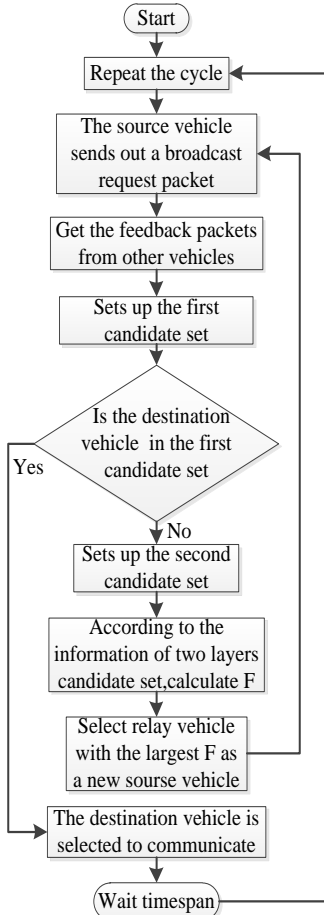 Start
Repeat the cycle
The source vehicle
sends out a broadcast
request packet
Get the feedback packets
from other vehicles
Sets up the first
candidate set
Is the destination
vehicle in the first
candidate set
Yes
No
Sets up the second
candidate set
According to the
information of two layers
candidate set,calculate F
Select relay vehicle
with the largest F as
a new sourse vehicle
The destination vehicle is
selected to communicate
Wait timespan